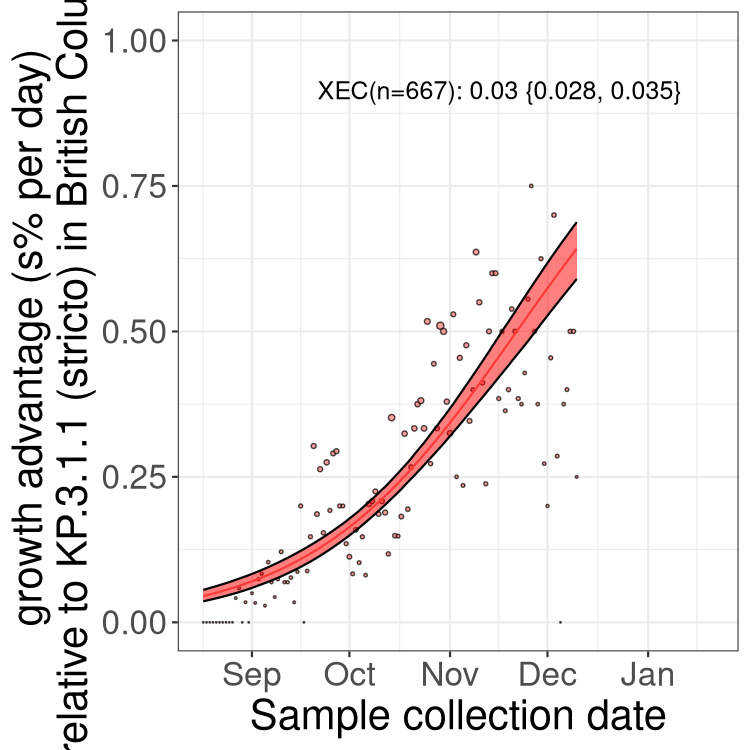 growth advantage (s% per day)
relative to KP.3.1.1 (stricto) in British Colu
1.00
0.75
0.50
0.25
0.00
XEC(n=667): 0.03 {0.028, 0.035}
Sep Oct Nov Dec Jan
Sample collection date